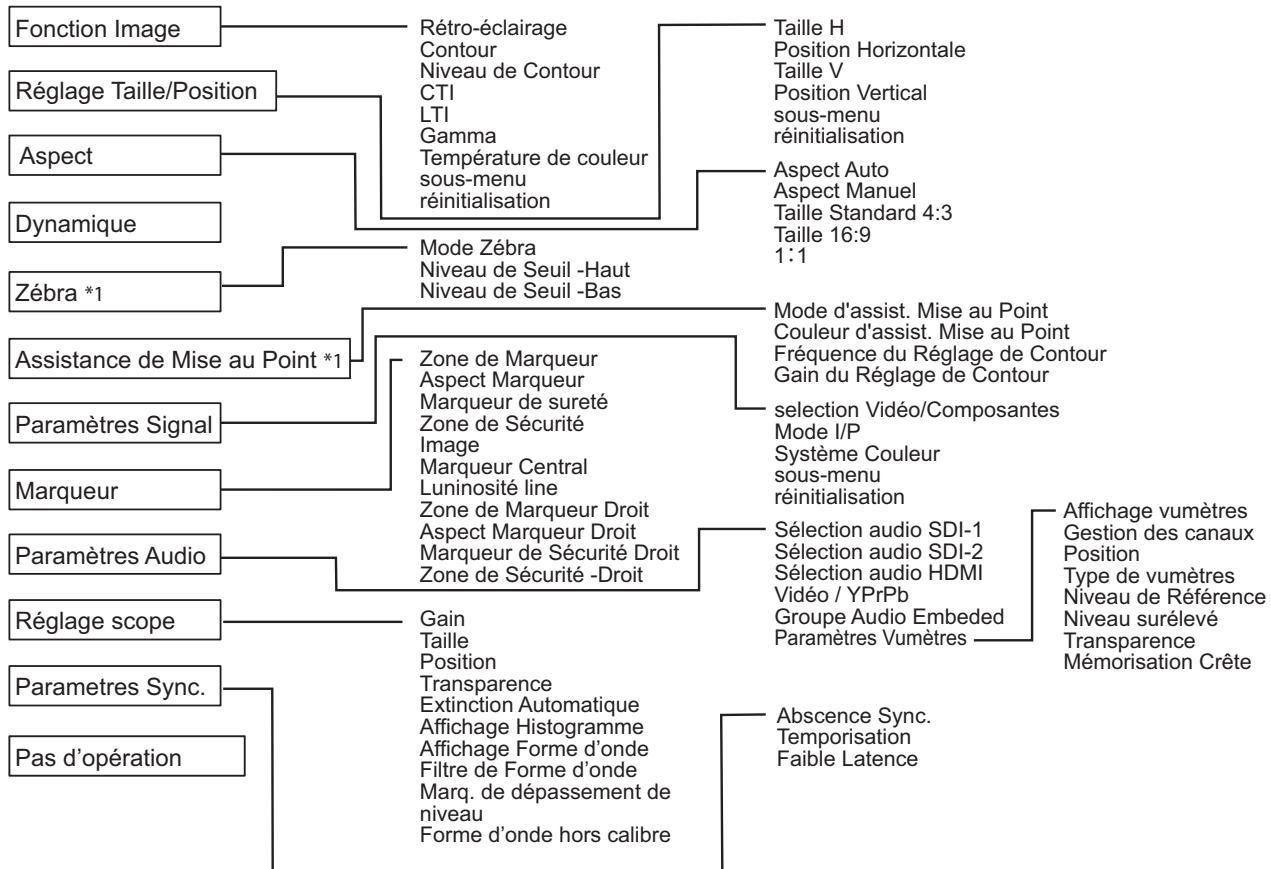 Fonction Image
Réglage Taille/Position
Aspect
Dynamique
Zébra *1
Assistance de Mise au Point *1
Paramètres Signal
Marqueur
Paramètres Audio
Réglage scope
Parametres Sync.
Pas d’opération
Rétro-éclairage
Contour
Niveau de Contour
CTI
LTI
Gamma
Température de couleur
sous-menu
réinitialisation
Mode Zébra
Niveau de Seuil -Haut
Niveau de Seuil -Bas
Zone de Marqueur
Aspect Marqueur
Marqueur de sureté
Zone de Sécurité
Image
Marqueur Central
Luninosité line
Zone de Marqueur Droit
Aspect Marqueur Droit
Marqueur de Sécurité Droit
Zone de Sécurité -Droit
Gain
Taille
Position
Transparence
Extinction Automatique
Affichage Histogramme
Affichage Forme d’onde
Filtre de Forme d’onde
Marq. de dépassement de
niveau
Forme d’onde hors calibre
Taille H
Position Horizontale
Taille V
Position Vertical
sous-menu
réinitialisation
Aspect Auto
Aspect Manuel
Taille Standard 4:3
Taille 16:9
1:1
Mode d'assist. Mise au Point
Couleur d'assist. Mise au Point
Fréquence du Réglage de Contour
Gain du Réglage de Contour
selection Vidéo/Composantes
Mode I/P
Système Couleur
sous-menu
réinitialisation
Sélection audio SDI-1
Sélection audio SDI-2
Sélection audio HDMI
Vidéo / YPrPb
Groupe Audio Embeded
Paramètres Vumètres
Abscence Sync.
Temporisation
Faible Latence
Affichage vumètres
Gestion des canaux
Position
Type de vumètres
Niveau de Référence
Niveau surélevé
Transparence
Mémorisation Crête